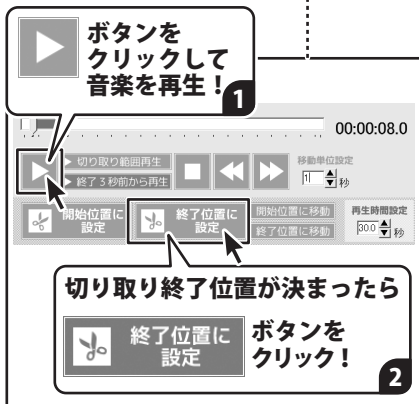 ボタンを
クリックして
音楽を再生！
1
00:00:08.0
切り取り範囲再生
終了3秒前から再生
移動単位設定
1 秒
開始位置に
設定
終了位置に
設定
開始位置に移動
終了位置に移動
再生時間設定
30.0 秒
切り取り終了位置が決まったら
終了位置に
設定
ボタンを
クリック！
2